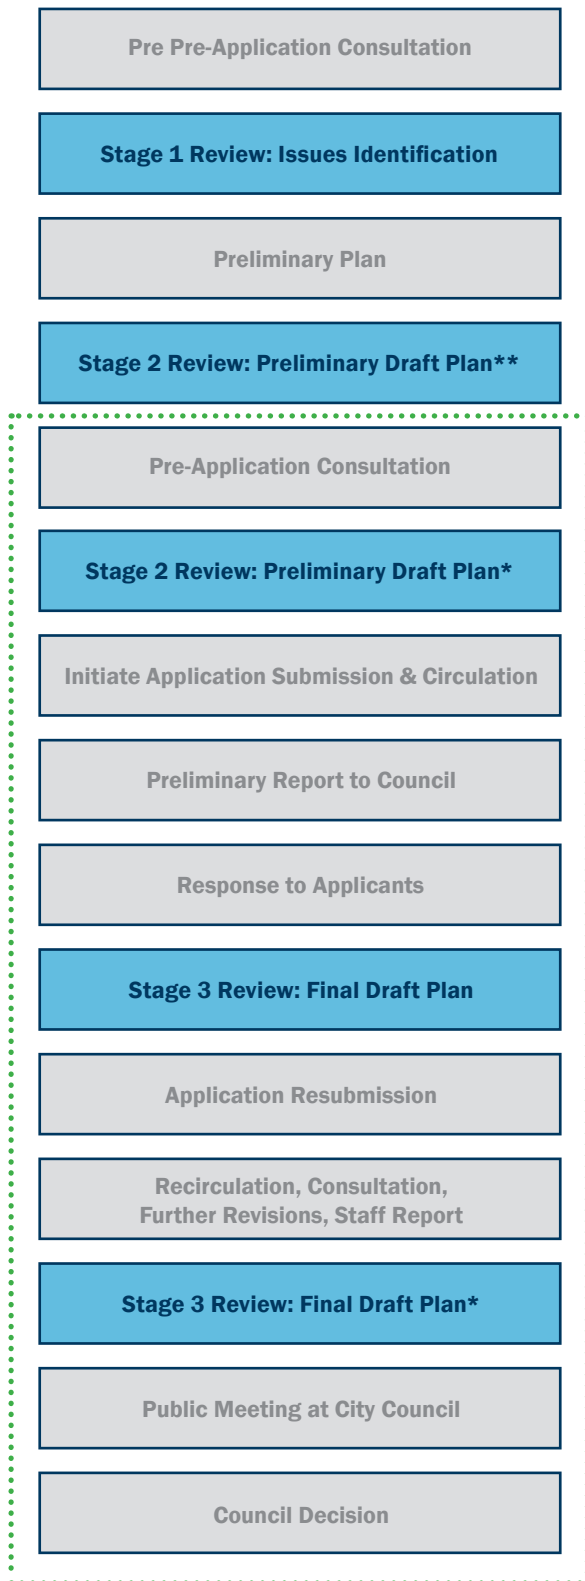 Pre Pre-Application Consultation
Stage 1 Review: Issues Identification
Preliminary Plan
Stage 2 Review: Preliminary Draft Plan**
Pre-Application Consultation
Stage 2 Review: Preliminary Draft Plan*
Initiate Application Submission & Circulation
Preliminary Report to Council
Response to Applicants
Stage 3 Review: Final Draft Plan
Application Resubmission
Recirculation, Consultation,
Further Revisions, Staff Report
Stage 3 Review: Final Draft Plan*
Public Meeting at City Council
Council Decision